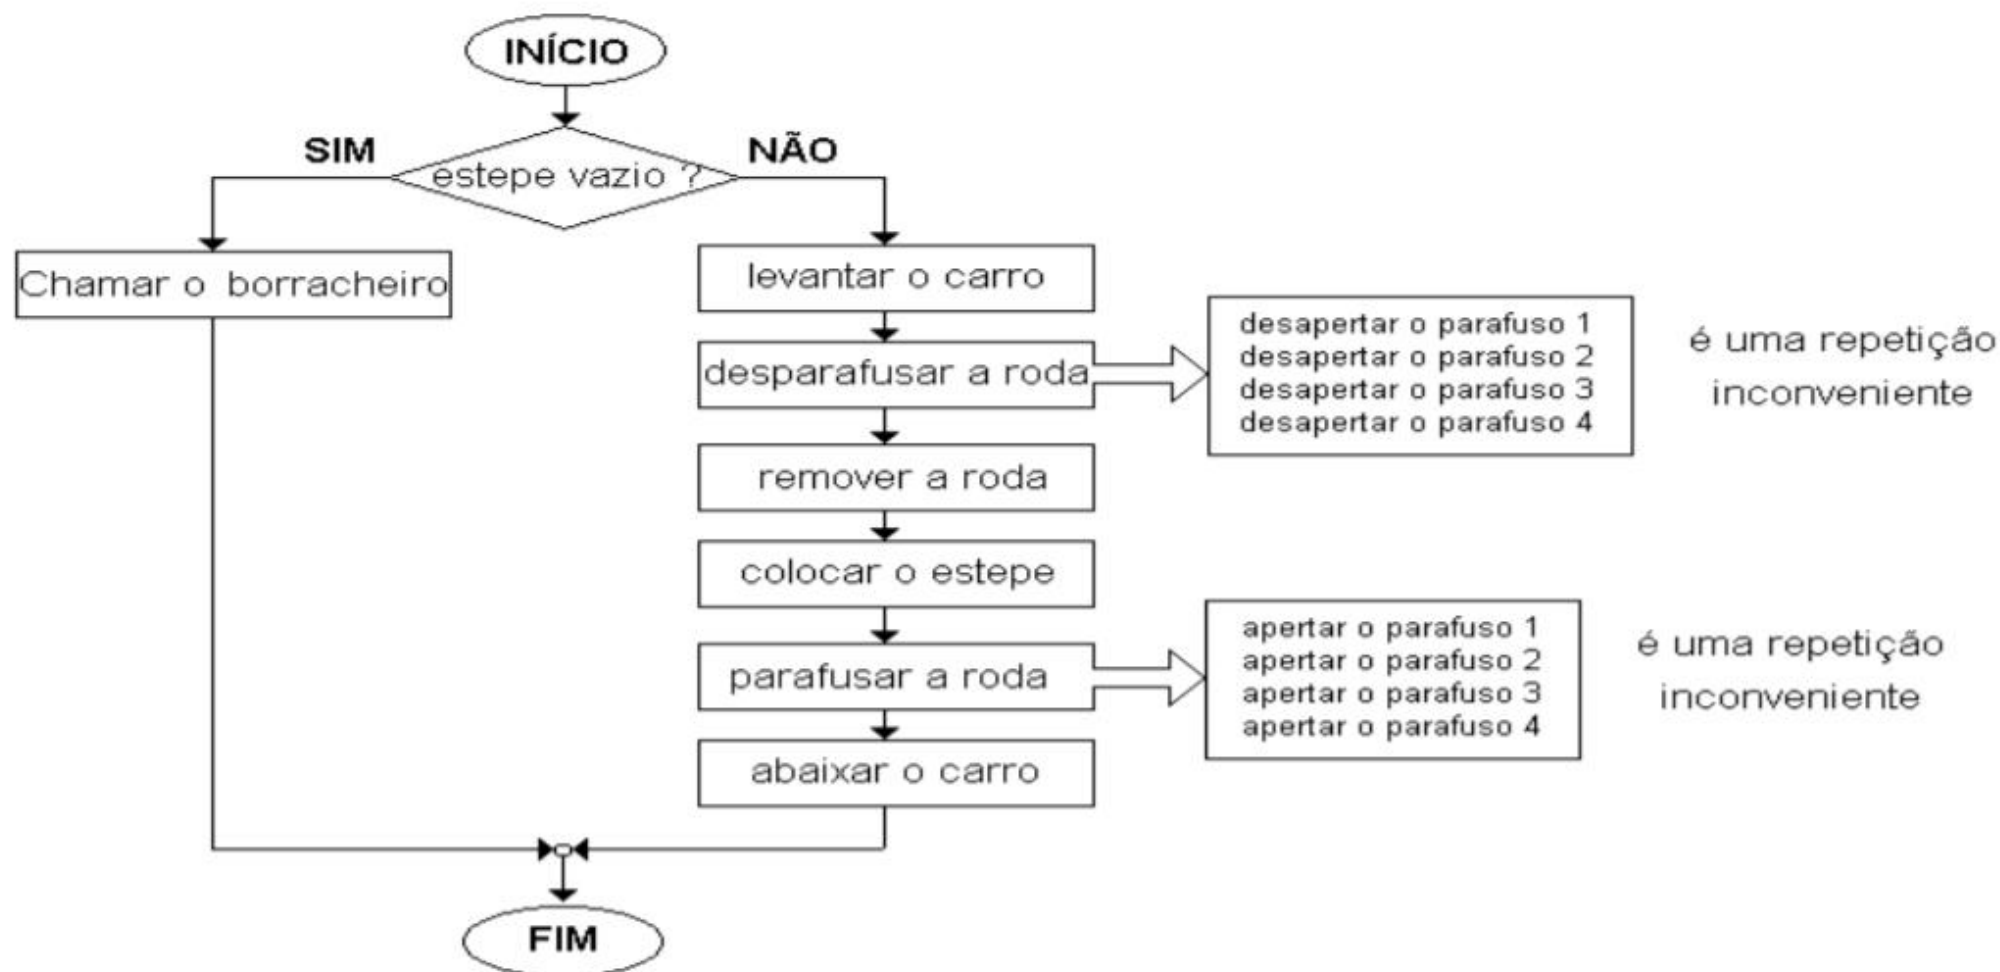 INÍCIO
SIM
NÃO
estepe vazio ?
Chamar o borracheiro
levantar o carro
desparafusar a roda
desapertar o parafuso 1
desapertar o parafuso 2
desapertar o parafuso 3
desapertar o parafuso 4
é uma repetição
inconveniente
remover a roda
colocar o estepe
parafusar a roda
apertar o parafuso 1
apertar o parafuso 2
apertar o parafuso 3
apertar o parafuso 4
é uma repetição
inconveniente
abaixar o carro
FIM